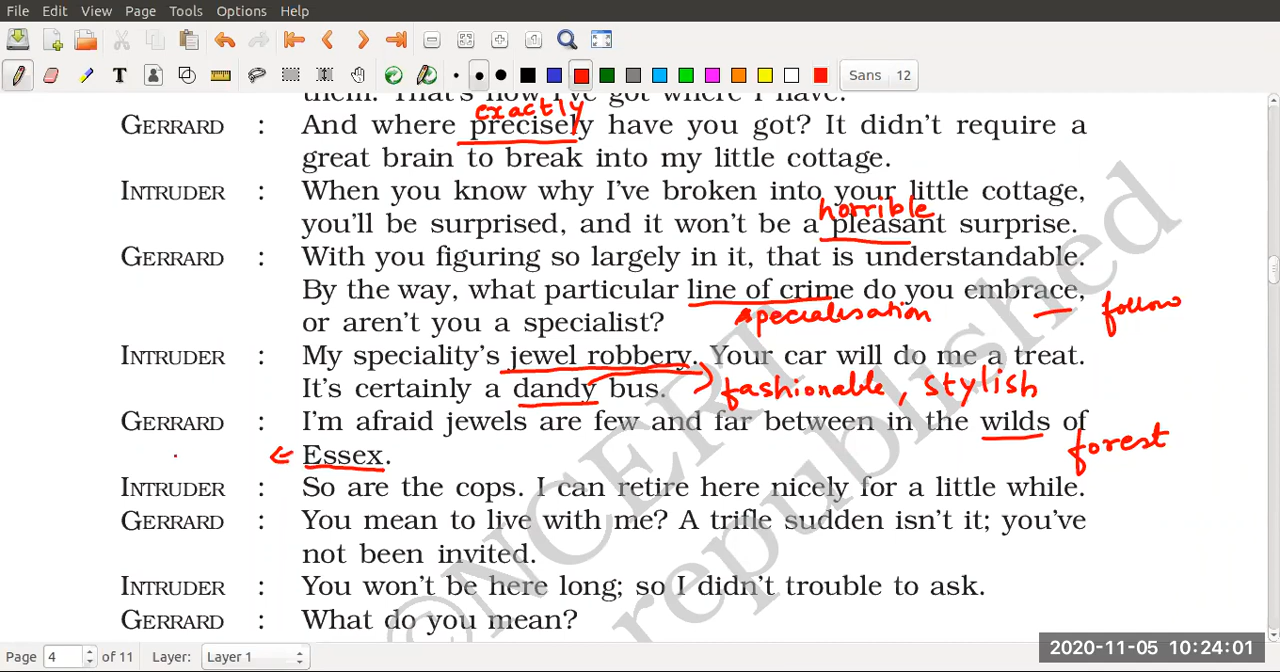 File Edit View Page Tools Options Help
T Sans 12
them. That's how I've got where I have.
exactly
GERRARD : And where precisely have you got? It didn't require a
great brain to break into my little cottage.
INTRUDER : When you know why I've broken into your little cottage,
horrible
you'll be surprised, and it won't be a pleasant surprise.
GERRARD : With you figuring so largely in it, that is understandable.
By the way, what particular line of crime do you embrace,
specialisation follow
or aren't you a specialist?
INTRUDER : My speciality's jewel robbery. Your car will do me a treat.
It's certainly a dandy bus. fashionable, stylish
GERRARD : I'm afraid jewels are few and far between in the wilds of
forest
Essex.
INTRUDER : So are the cops. I can retire here nicely for a little while.
GERRARD : You mean to live with me? A trifle sudden isn't it; you've
not been invited.
INTRUDER : You won't be here long; so I didn't trouble to ask.
GERRARD : What do you mean?
©NCERT
republished
Page 4 of 11 Layer: Layer 1 2020-11-05 10:24:01